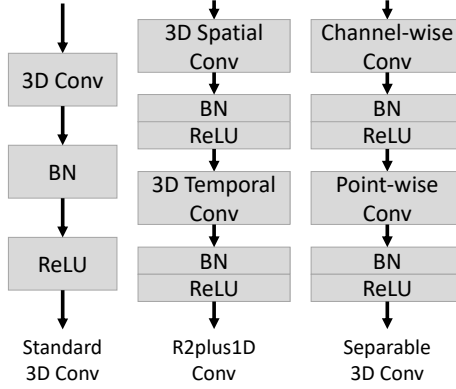 3D Conv
BN
ReLU
Standard
3D Conv
3D Spatial
Conv
BN
ReLU
3D Temporal
Conv
BN
ReLU
R2plus1D
Conv
Channel-wise
Conv
BN
ReLU
Point-wise
Conv
BN
ReLU
Separable
3D Conv